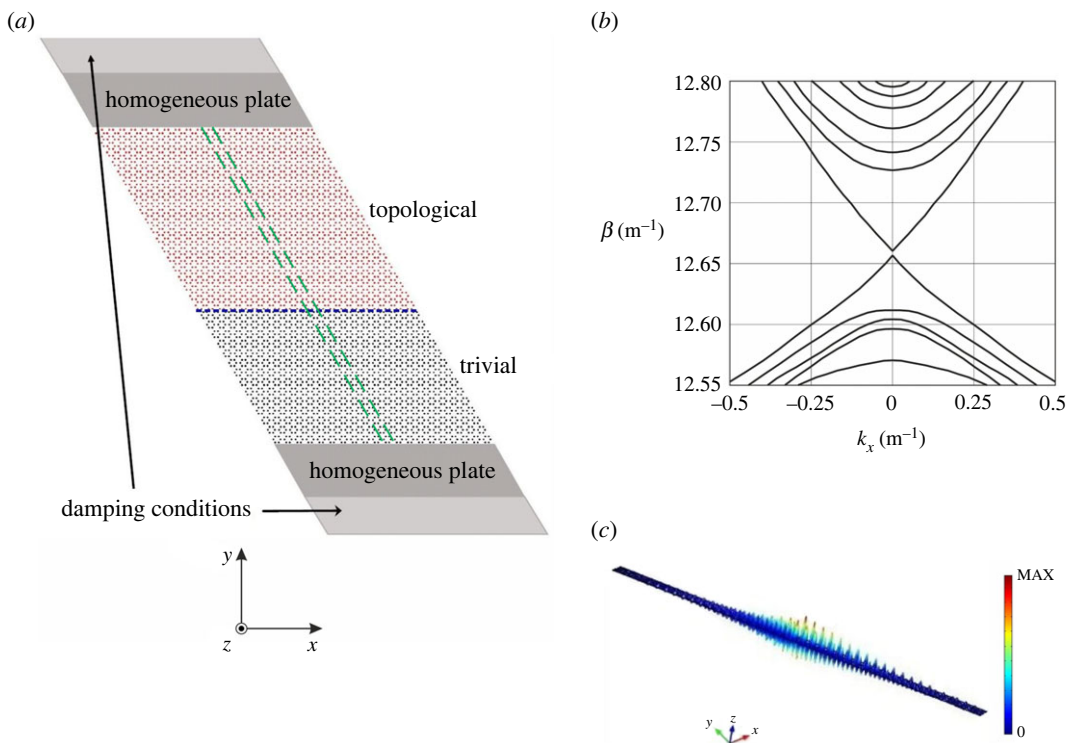 (a)
homogeneous plate
topological
trivial
homogeneous plate
damping conditions
y
z
x
(b)
12.80
12.75
12.70
β (m⁻¹)
12.65
12.60
12.55
–0.5 –0.25 0 0.25 0.5
kₓ (m⁻¹)
(c)
MAX
0
y z x